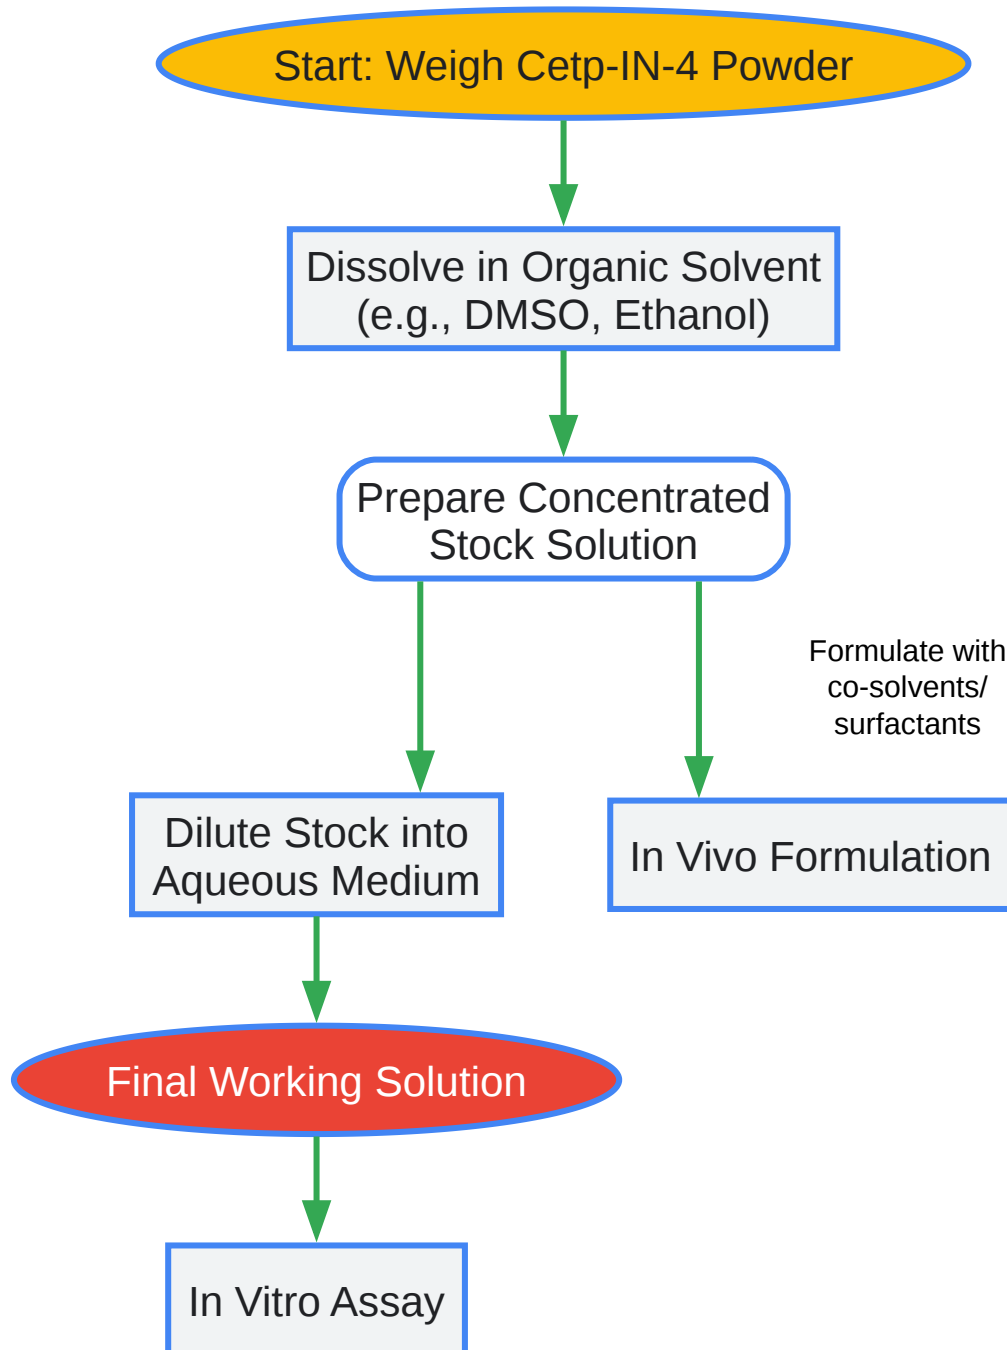 Start: Weigh Cetp-IN-4 Powder
Dissolve in Organic Solvent
(e.g., DMSO, Ethanol)
Prepare Concentrated
Stock Solution
Formulate with
co-solvents/
surfactants
Dilute Stock into
Aqueous Medium
In Vivo Formulation
Final Working Solution
In Vitro Assay